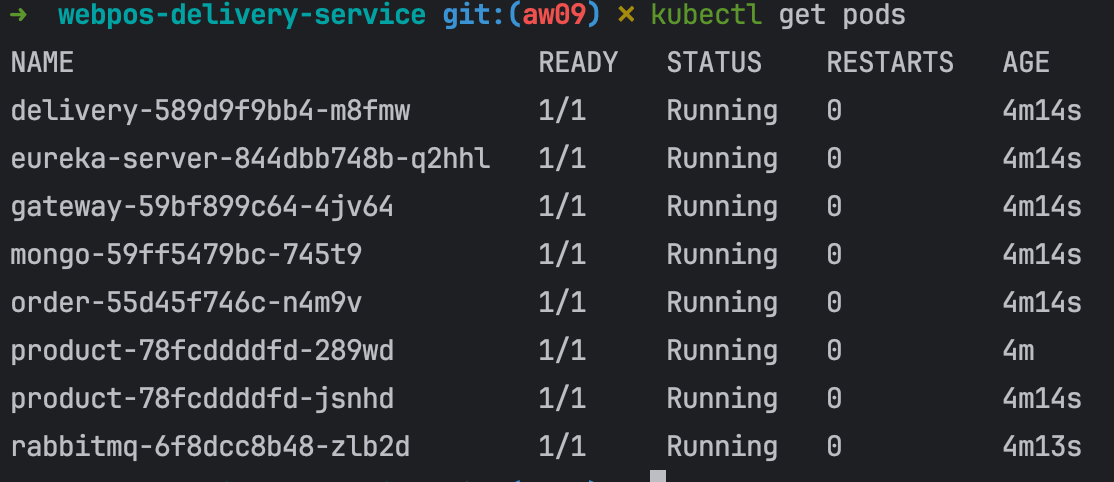 → webpos-delivery-service git:(aw09) × kubectl get pods
NAME READY STATUS RESTARTS AGE
delivery-589d9f9bb4-m8fmw 1/1 Running 0 4m14s
eureka-server-844dbb748b-q2hhl 1/1 Running 0 4m14s
gateway-59bf899c64-4jv64 1/1 Running 0 4m14s
mongo-59ff5479bc-745t9 1/1 Running 0 4m14s
order-55d45f746c-n4m9v 1/1 Running 0 4m14s
product-78fcddddfd-289wd 1/1 Running 0 4m
product-78fcddddfd-jsnhd 1/1 Running 0 4m14s
rabbitmq-6f8dcc8b48-zlb2d 1/1 Running 0 4m13s